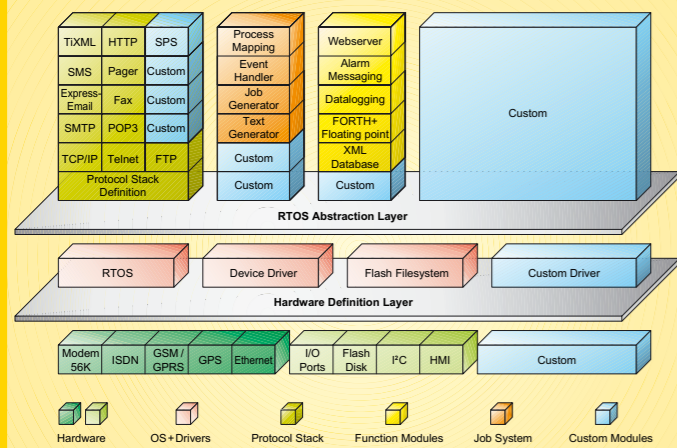 TiXML HTTP SPS
SMS Pager Custom
Express-
Email Fax Custom
SMTP POP3 Custom
TCP/IP Telnet FTP
Protocol Stack
Definition
Process
Mapping
Event
Handler
Job
Generator
Text
Generator
Custom
Custom
Webserver
Alarm
Messaging
Datalogging
FORTH+
Floating point
XML
Database
Custom
Custom
RTOS Abstraction Layer
RTOS Device Driver Flash Filesystem Custom Driver
Hardware Definition Layer
Modem
56K
ISDN
GSM /
GPRS
GPS
Ethernet
I/O
Ports
Flash
Disk
I²C
HMI
Custom
Hardware OS+Drivers Protocol Stack Function Modules Job System Custom Modules